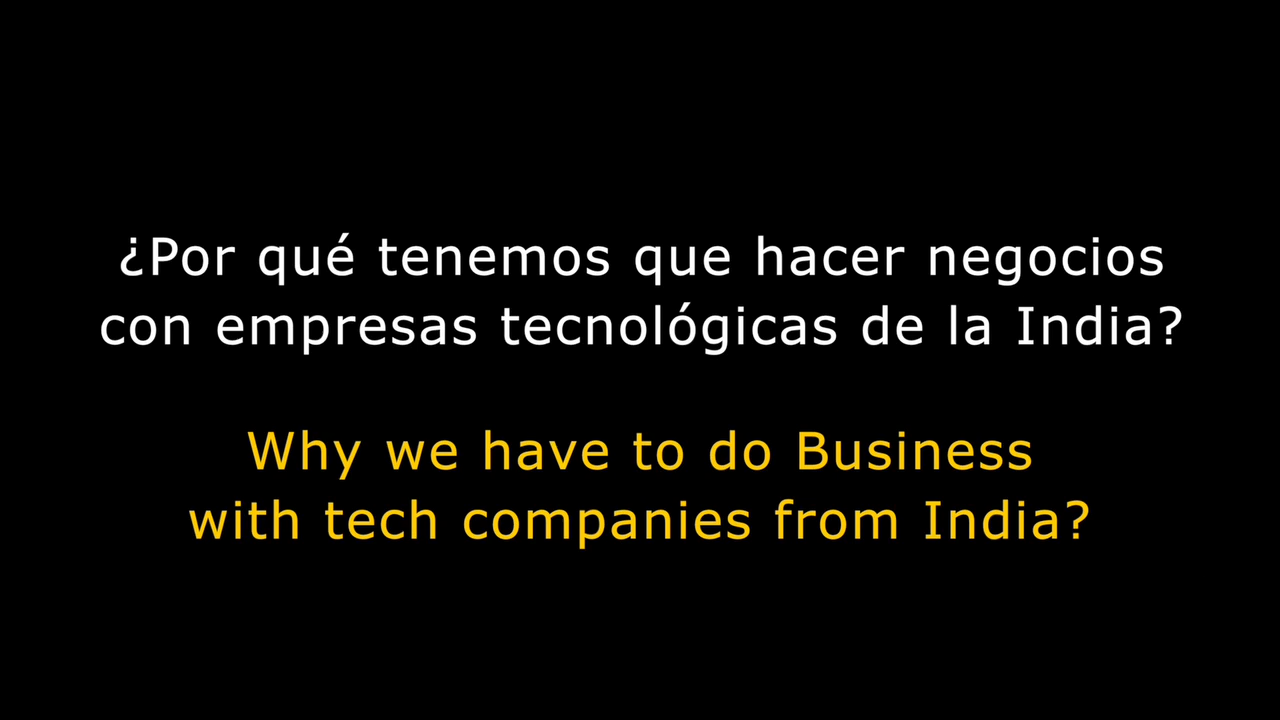 ¿Por qué tenemos que hacer negocios
con empresas tecnológicas de la India?
Why we have to do Business
with tech companies from India?